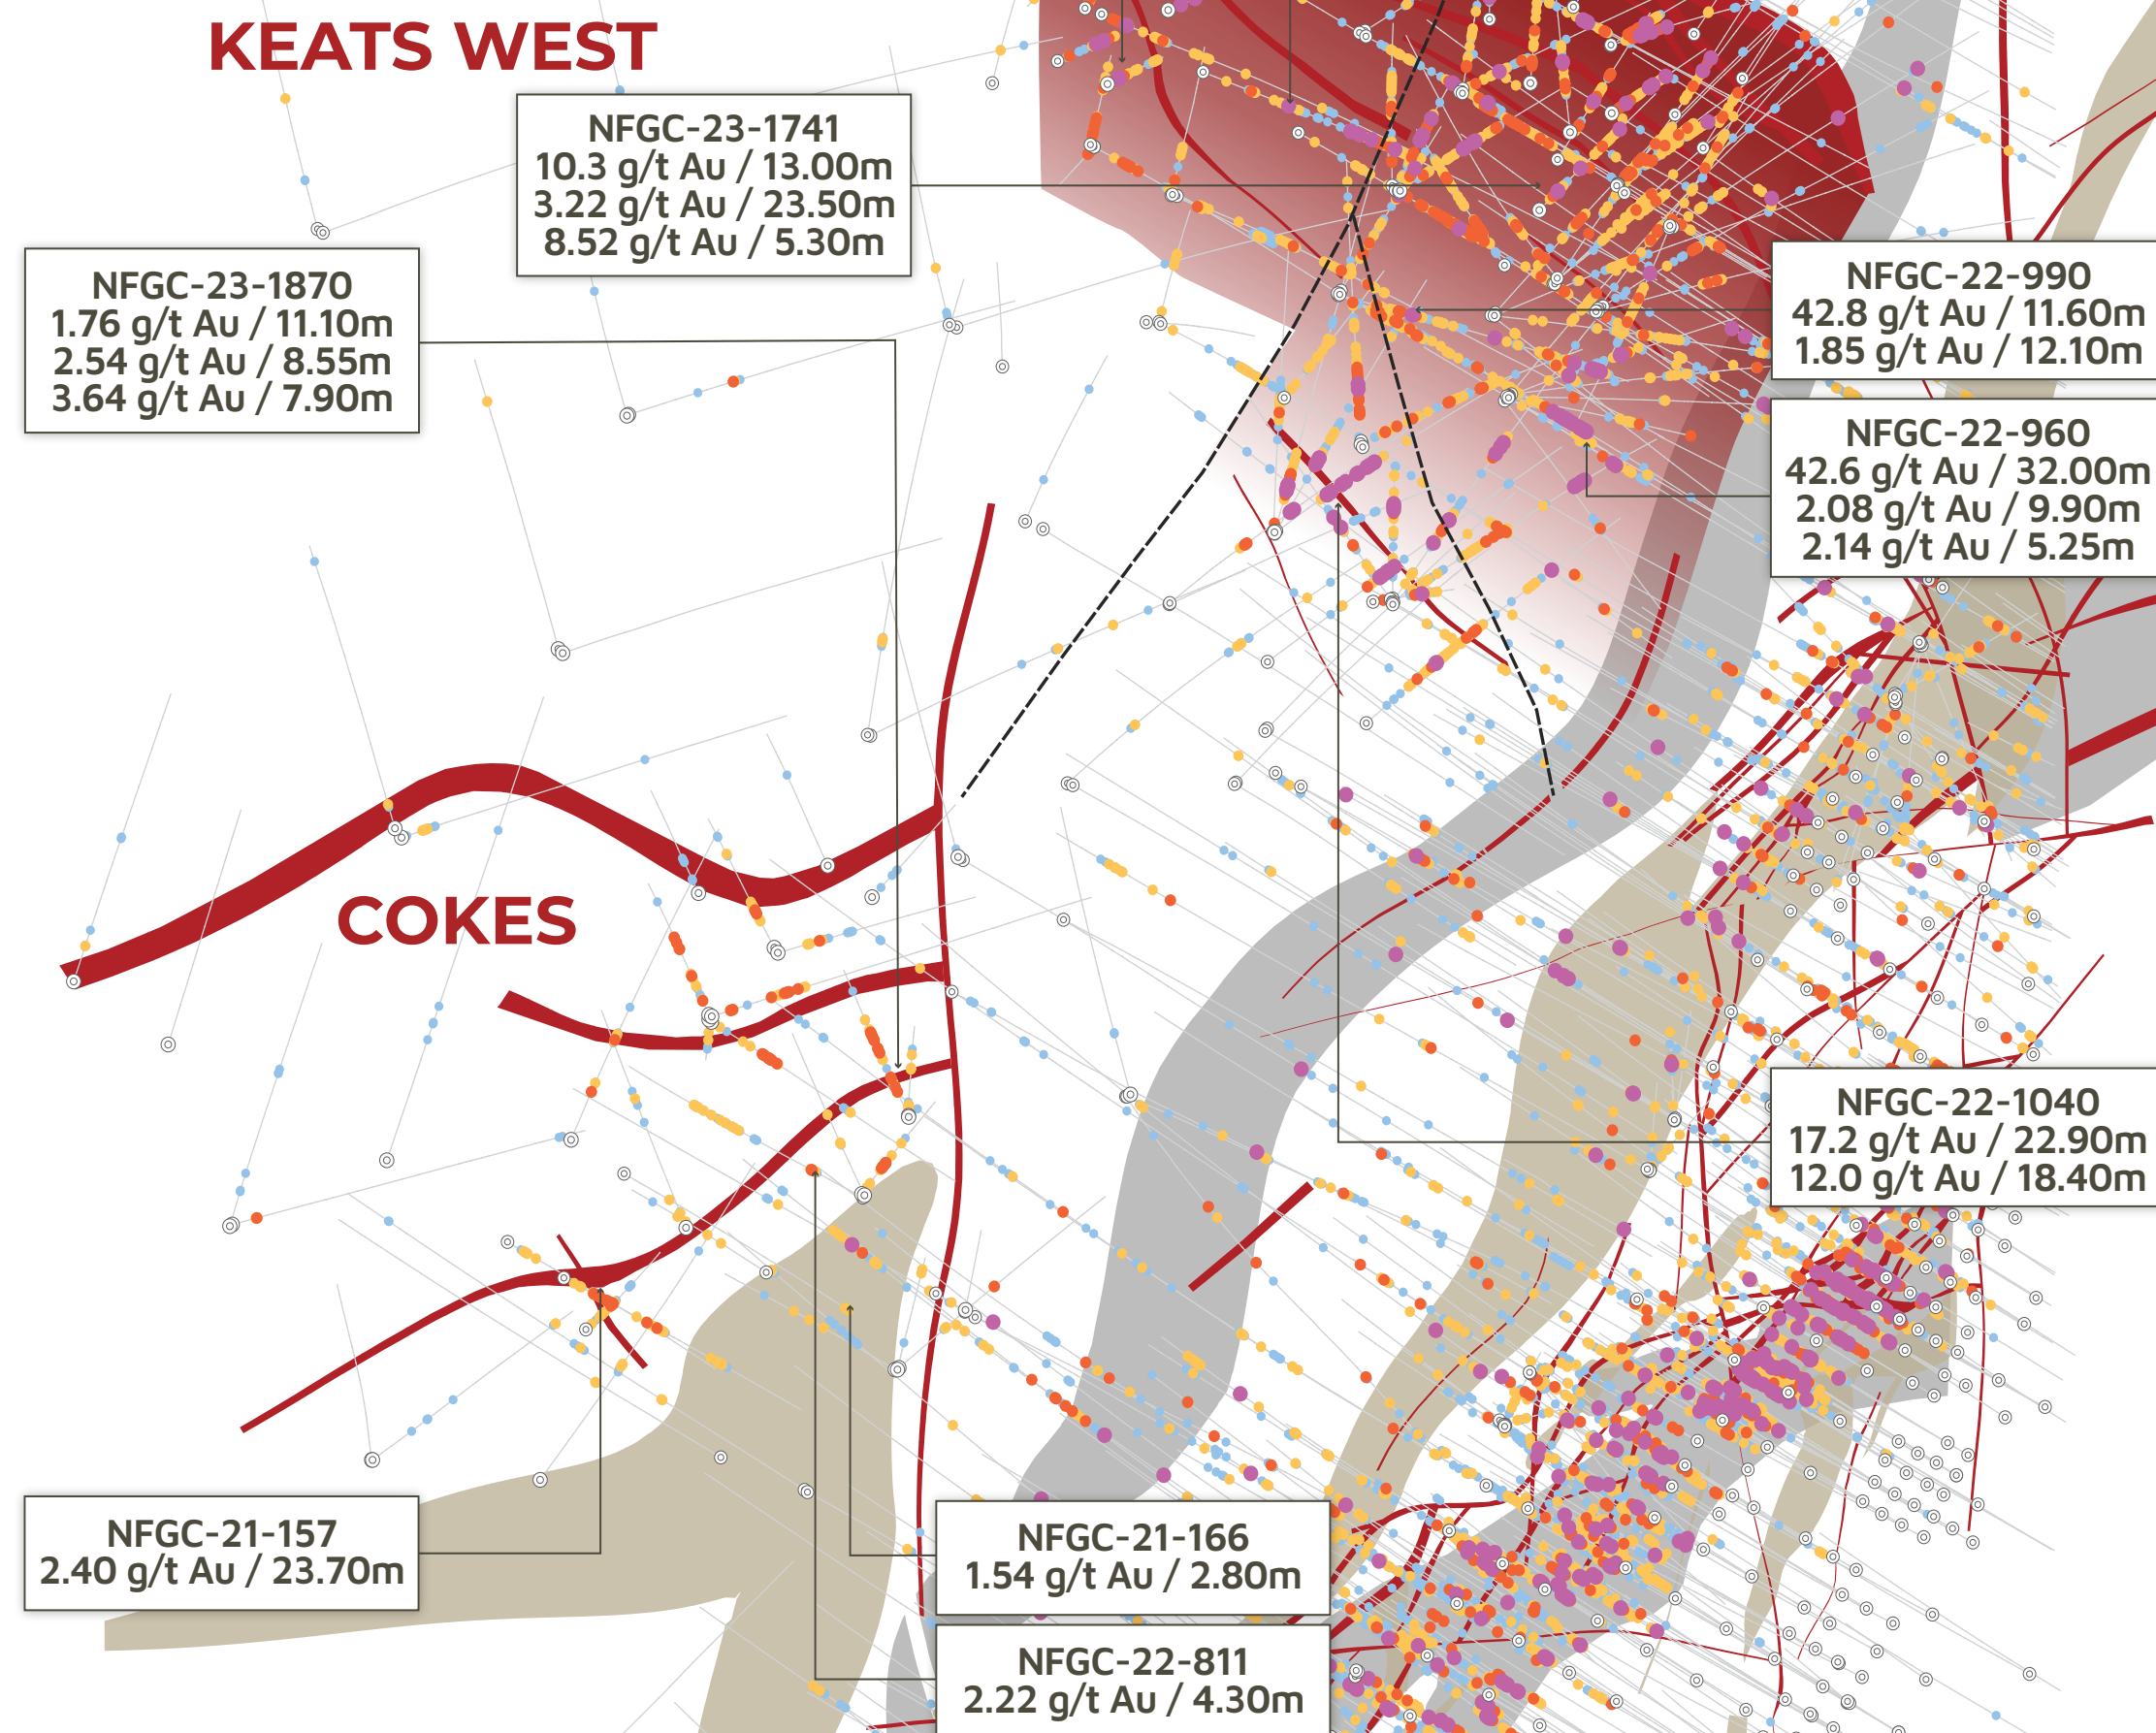 KEATS WEST
NFGC-23-1741
10.3 g/t Au / 13.00m
3.22 g/t Au / 23.50m
8.52 g/t Au / 5.30m
NFGC-23-1870
1.76 g/t Au / 11.10m
2.54 g/t Au / 8.55m
3.64 g/t Au / 7.90m
NFGC-22-990
42.8 g/t Au / 11.60m
1.85 g/t Au / 12.10m
NFGC-22-960
42.6 g/t Au / 32.00m
2.08 g/t Au / 9.90m
2.14 g/t Au / 5.25m
COKES
NFGC-22-1040
17.2 g/t Au / 22.90m
12.0 g/t Au / 18.40m
NFGC-21-157
2.40 g/t Au / 23.70m
NFGC-21-166
1.54 g/t Au / 2.80m
NFGC-22-811
2.22 g/t Au / 4.30m